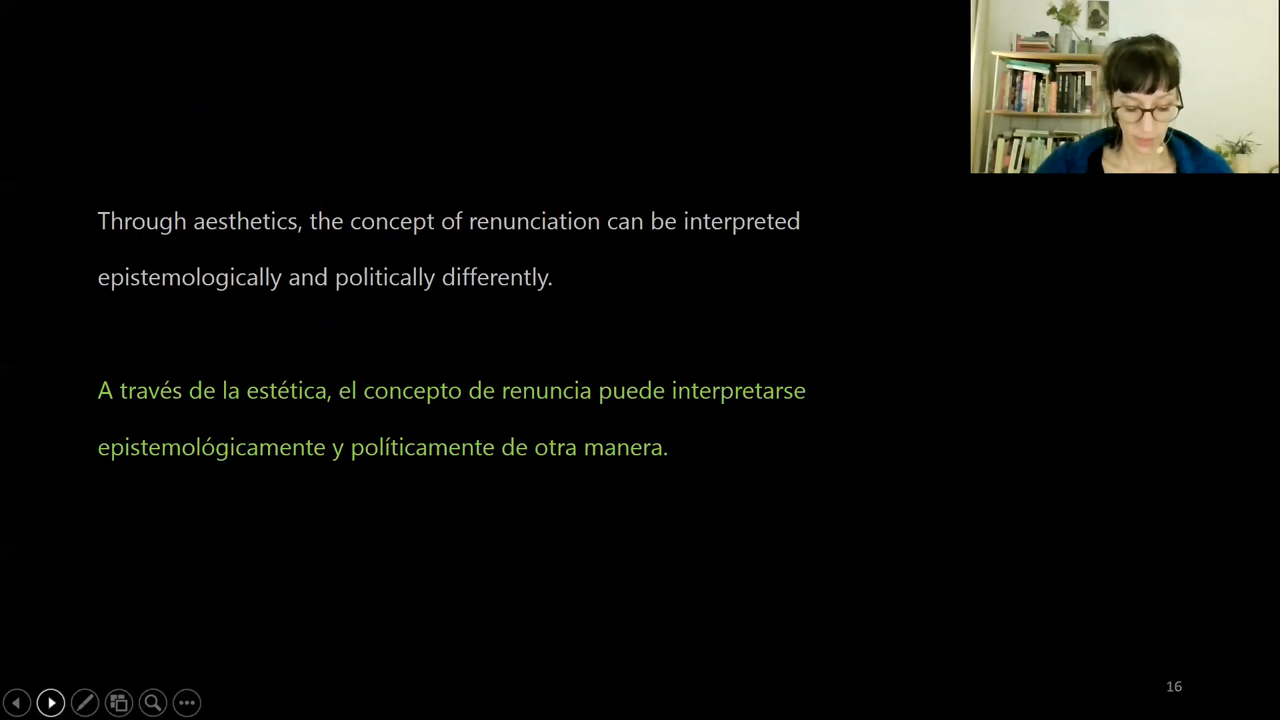 Through aesthetics, the concept of renunciation can be interpreted
epistemologically and politically differently.
A través de la estética, el concepto de renuncia puede interpretarse
epistemológicamente y políticamente de otra manera.
16